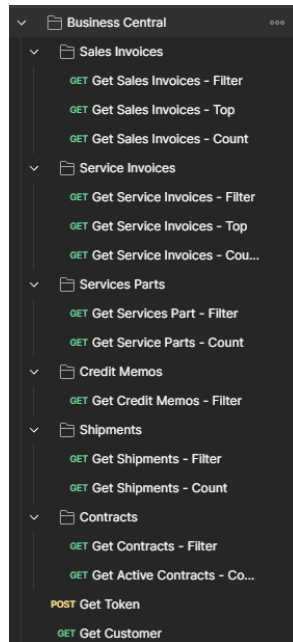 Business Central
Sales Invoices
GET Get Sales Invoices - Filter
GET Get Sales Invoices - Top
GET Get Sales Invoices - Count
Service Invoices
GET Get Service Invoices - Filter
GET Get Service Invoices - Top
GET Get Service Invoices - Cou...
Services Parts
GET Get Services Part - Filter
GET Get Service Parts - Count
Credit Memos
GET Get Credit Memos - Filter
Shipments
GET Get Shipments - Filter
GET Get Shipments - Count
Contracts
GET Get Contracts - Filter
GET Get Active Contracts - Co...
POST Get Token
GET Get Customer